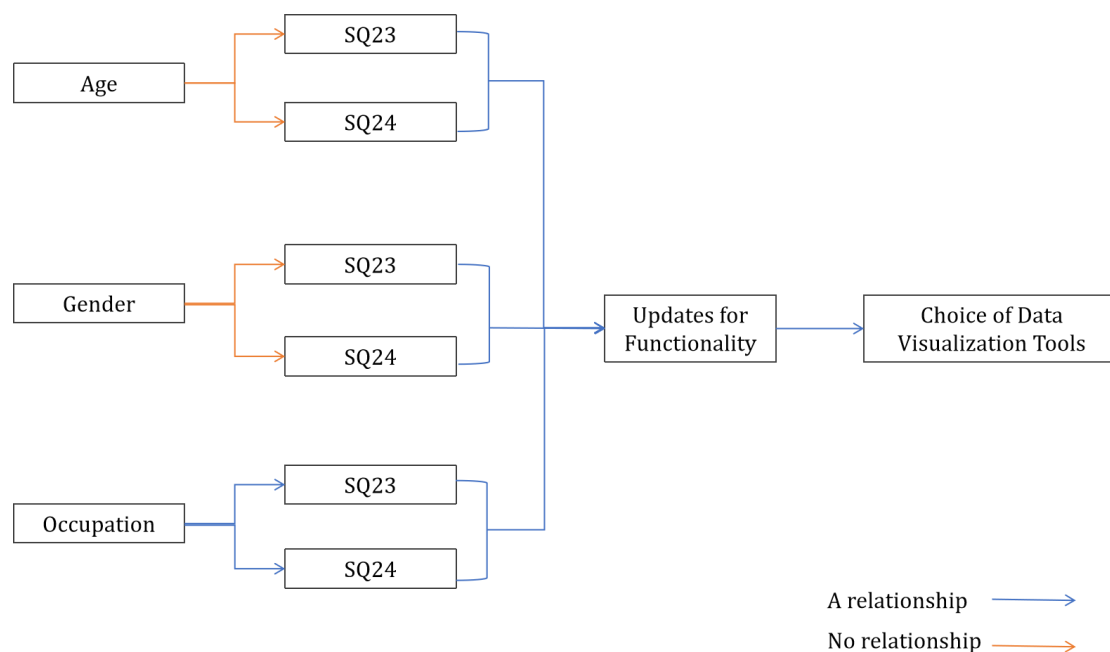 Age
SQ23
SQ24
Gender
SQ23
SQ24
Occupation
SQ23
SQ24
Updates for
Functionality
Choice of Data
Visualization Tools
A relationship
No relationship